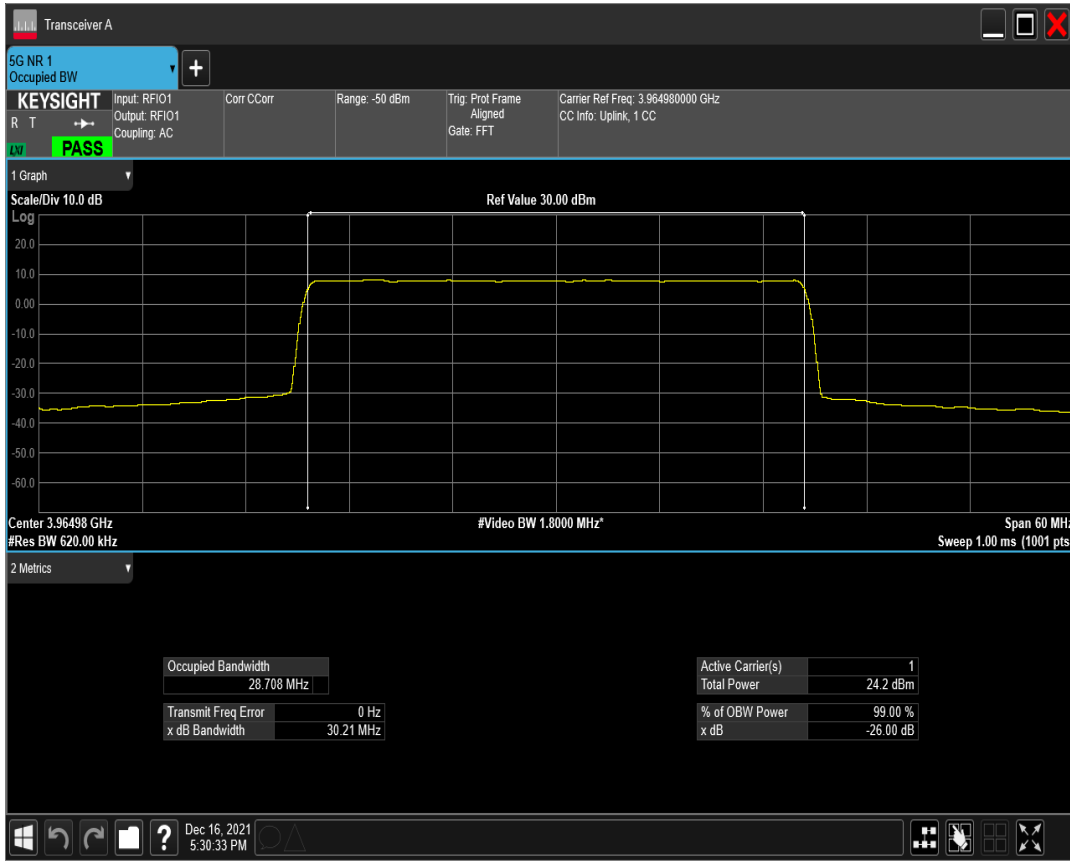 Transceiver A
5G NR 1
Occupied BW
+
KEYSIGHT
R T
LXI
PASS
Input: RFIO1
Output: RFIO1
Coupling: AC
Corr CCorr
Range: -50 dBm
Trig: Prot Frame
Aligned
Gate: FFT
Carrier Ref Freq: 3.964980000 GHz
CC Info: Uplink, 1 CC
1 Graph
Scale/Div 10.0 dB
Ref Value 30.00 dBm
Log
20.0
10.0
0.00
-10.0
-20.0
-30.0
-40.0
-50.0
-60.0
Center 3.96498 GHz
#Video BW 1.8000 MHz*
Span 60 MHz
#Res BW 620.00 kHz
Sweep 1.00 ms (1001 pts
2 Metrics
Occupied Bandwidth
28.708 MHz
Transmit Freq Error 0 Hz
x dB Bandwidth 30.21 MHz
Active Carrier(s) 1
Total Power 24.2 dBm
% of OBW Power 99.00 %
x dB -26.00 dB
?
Dec 16, 2021
5:30:33 PM